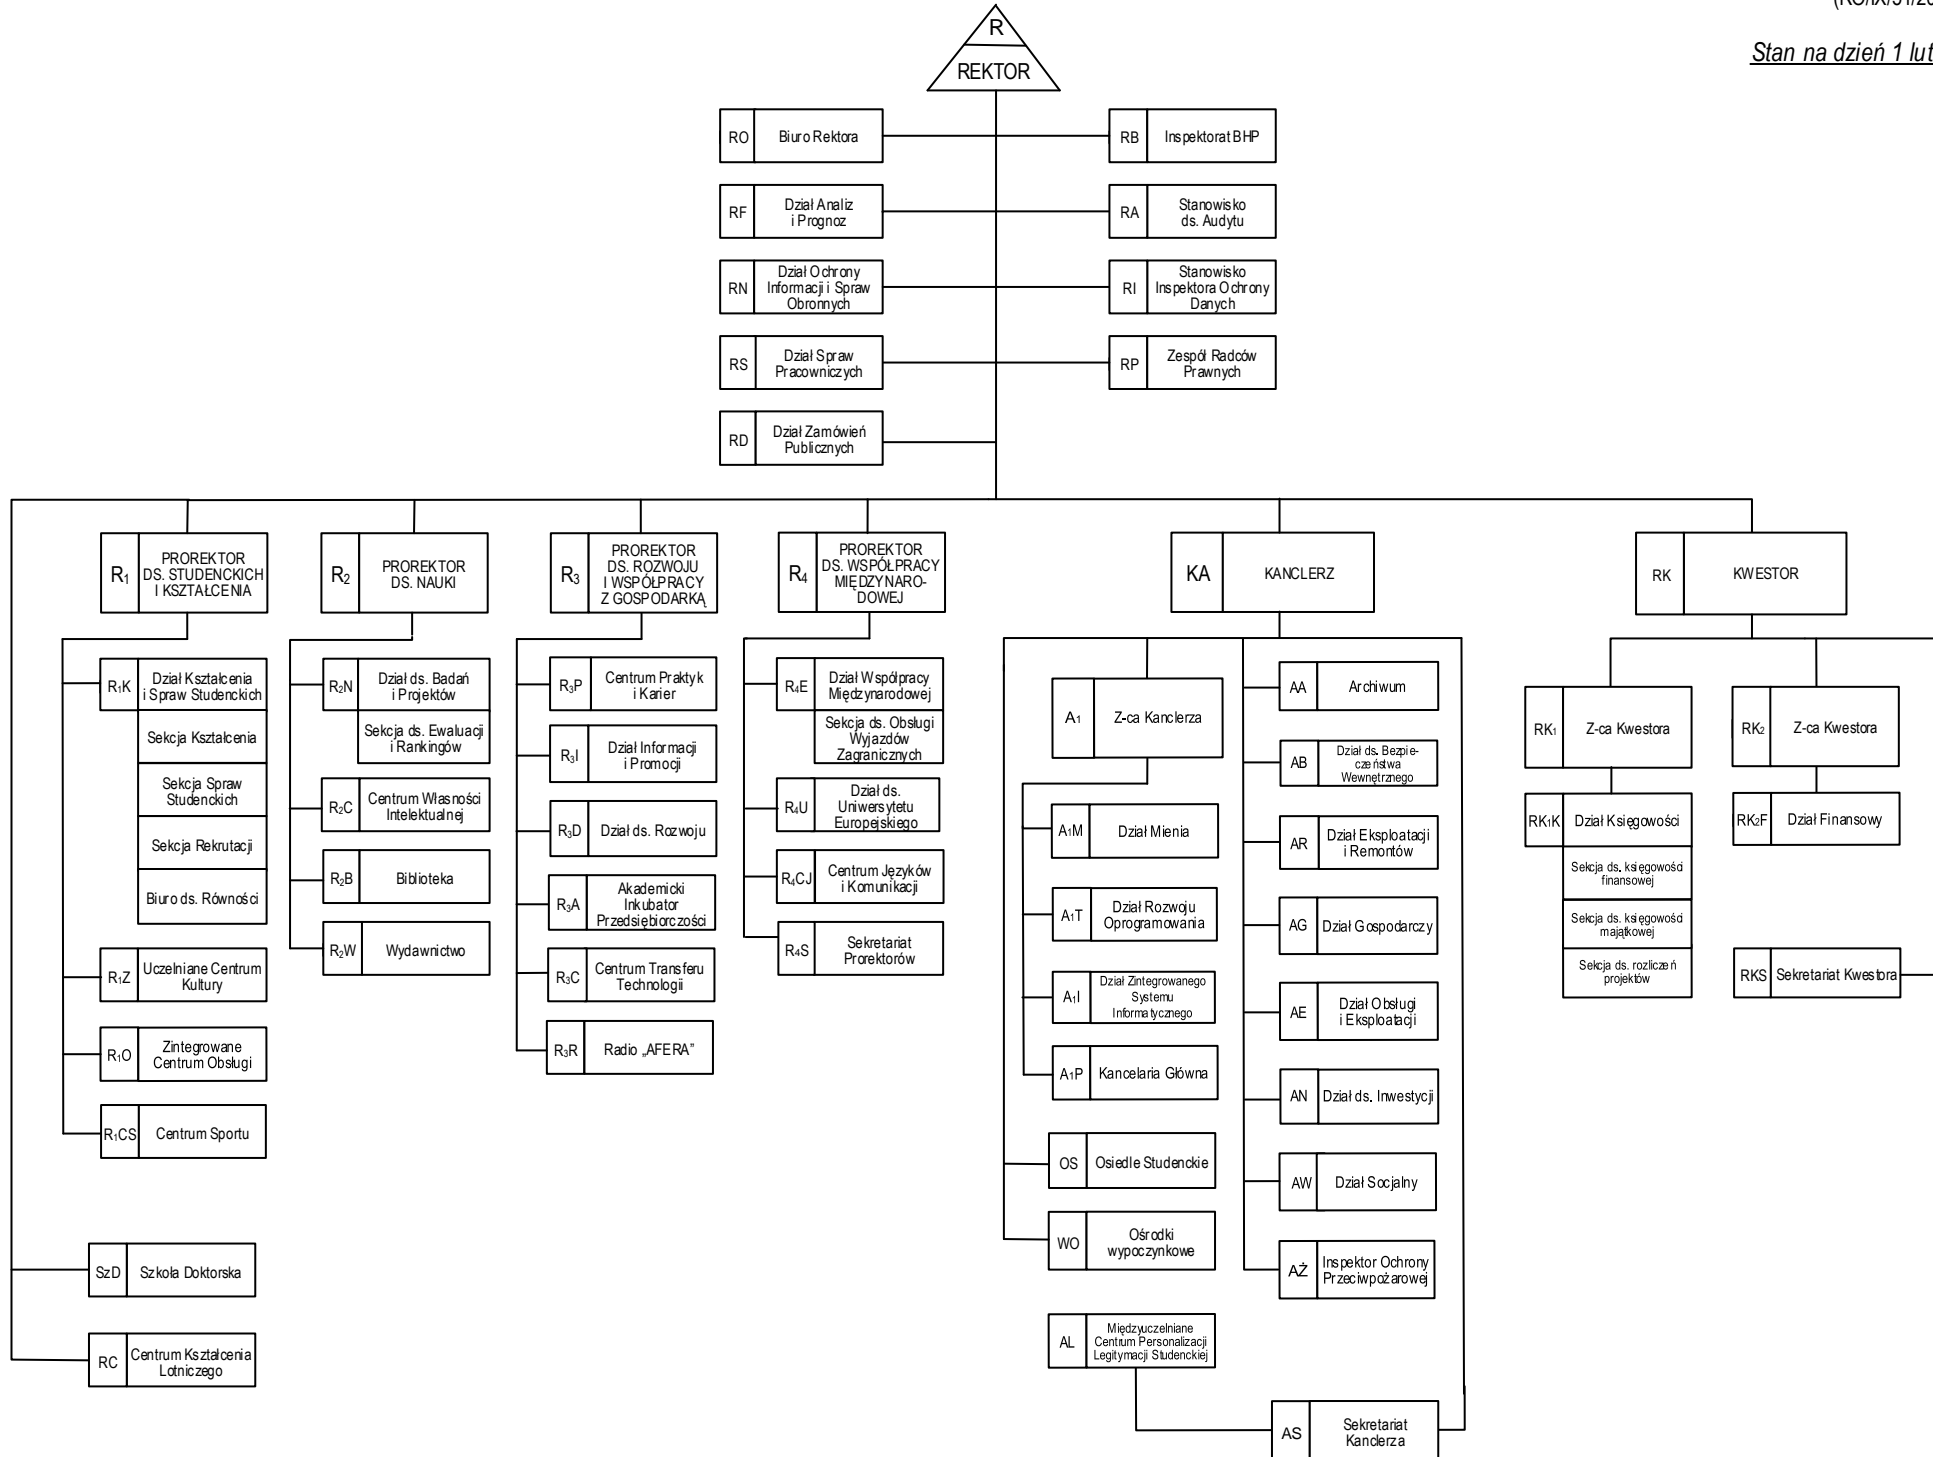 Stan na dzień 1 lut
R
REKTOR
RO
Biuro Rektora
RB
Inspektorat BHP
RF
Dział Analiz
i Prognoz
RA
Stanowisko
ds. Audytu
RN
Dział Ochrony
Informacji i Spraw
Obronnych
RI
Stanowisko
Inspektora Ochrony
Danych
RS
Dział Spraw
Pracowniczych
RP
Zespół Radców
Prawnych
RD
Dział Zamówień
Publicznych
R1
PROREKTOR
DS. STUDENCKICH
I KSZTAŁCENIA
R2
PROREKTOR
DS. NAUKI
R3
PROREKTOR
DS. ROZWOJU
I WSPÓŁPRACY
Z GOSPODARKĄ
R4
PROREKTOR
DS. WSPÓŁPRACY
MIĘDZYNARO-
DOWEJ
KA
KANCLERZ
RK
KWESTOR
R1K
Dział Kształcenia
i Spraw Studenckich
Sekcja Kształcenia
Sekcja Spraw
Studenckich
Sekcja Rekrutacji
Biuro ds. Równości
R1Z
Uczelniane Centrum
Kultury
R1O
Zintegrowane
Centrum Obsługi
R1CS
Centrum Sportu
SzD
Szkoła Doktorska
RC
Centrum Kształcenia
Lotniczego
R2N
Dział ds. Badań
i Projektów
Sekcja ds. Ewaluacji
i Rankingów
R2C
Centrum Własności
Intelektualnej
R2B
Biblioteka
R2W
Wydawnictwo
R3P
Centrum Praktyk
i Karier
R3I
Dział Informacji
i Promocji
R3D
Dział ds. Rozwoju
R3A
Akademicki
Inkubator
Przedsiębiorczości
R3C
Centrum Transferu
Technologii
R3R
Radio „AFERA”
R4E
Dział Współpracy
Międzynarodowej
Sekcja ds. Obsługi
Wyjazdów
Zagranicznych
R4U
Dział ds.
Uniwersytetu
Europejskiego
R4CJ
Centrum Języków
i Komunikacji
R4S
Sekretariat
Prorektorów
A1
Z-ca Kanclerza
A1M
Dział Mienia
A1T
Dział Rozwoju
Oprogramowania
A1I
Dział Zintegrowanego
Systemu
Informatycznego
A1P
Kancelaria Główna
OS
Osiedle Studenckie
WO
Ośrodki
wypoczynkowe
AL
Międzyuczelniane
Centrum Personalizacji
Legitymacji Studenckiej
AA
Archiwum
AB
Dział ds. Bezpie-
czeństwa
Wewnętrznego
AR
Dział Eksploatacji
i Remontów
AG
Dział Gospodarczy
AE
Dział Obsługi
i Eksploatacji
AN
Dział ds. Inwestycji
AW
Dział Socjalny
AŻ
Inspektor Ochrony
Przeciwpożarowej
AS
Sekretariat
Kanclerza
RK1
Z-ca Kwestora
RK2
Z-ca Kwestora
RK1K
Dział Księgowości
Sekcja ds. księgowości
finansowej
Sekcja ds. księgowości
majątkowej
Sekcja ds. rozliczeń
projektów
RK2F
Dział Finansowy
RKS
Sekretariat Kwestora